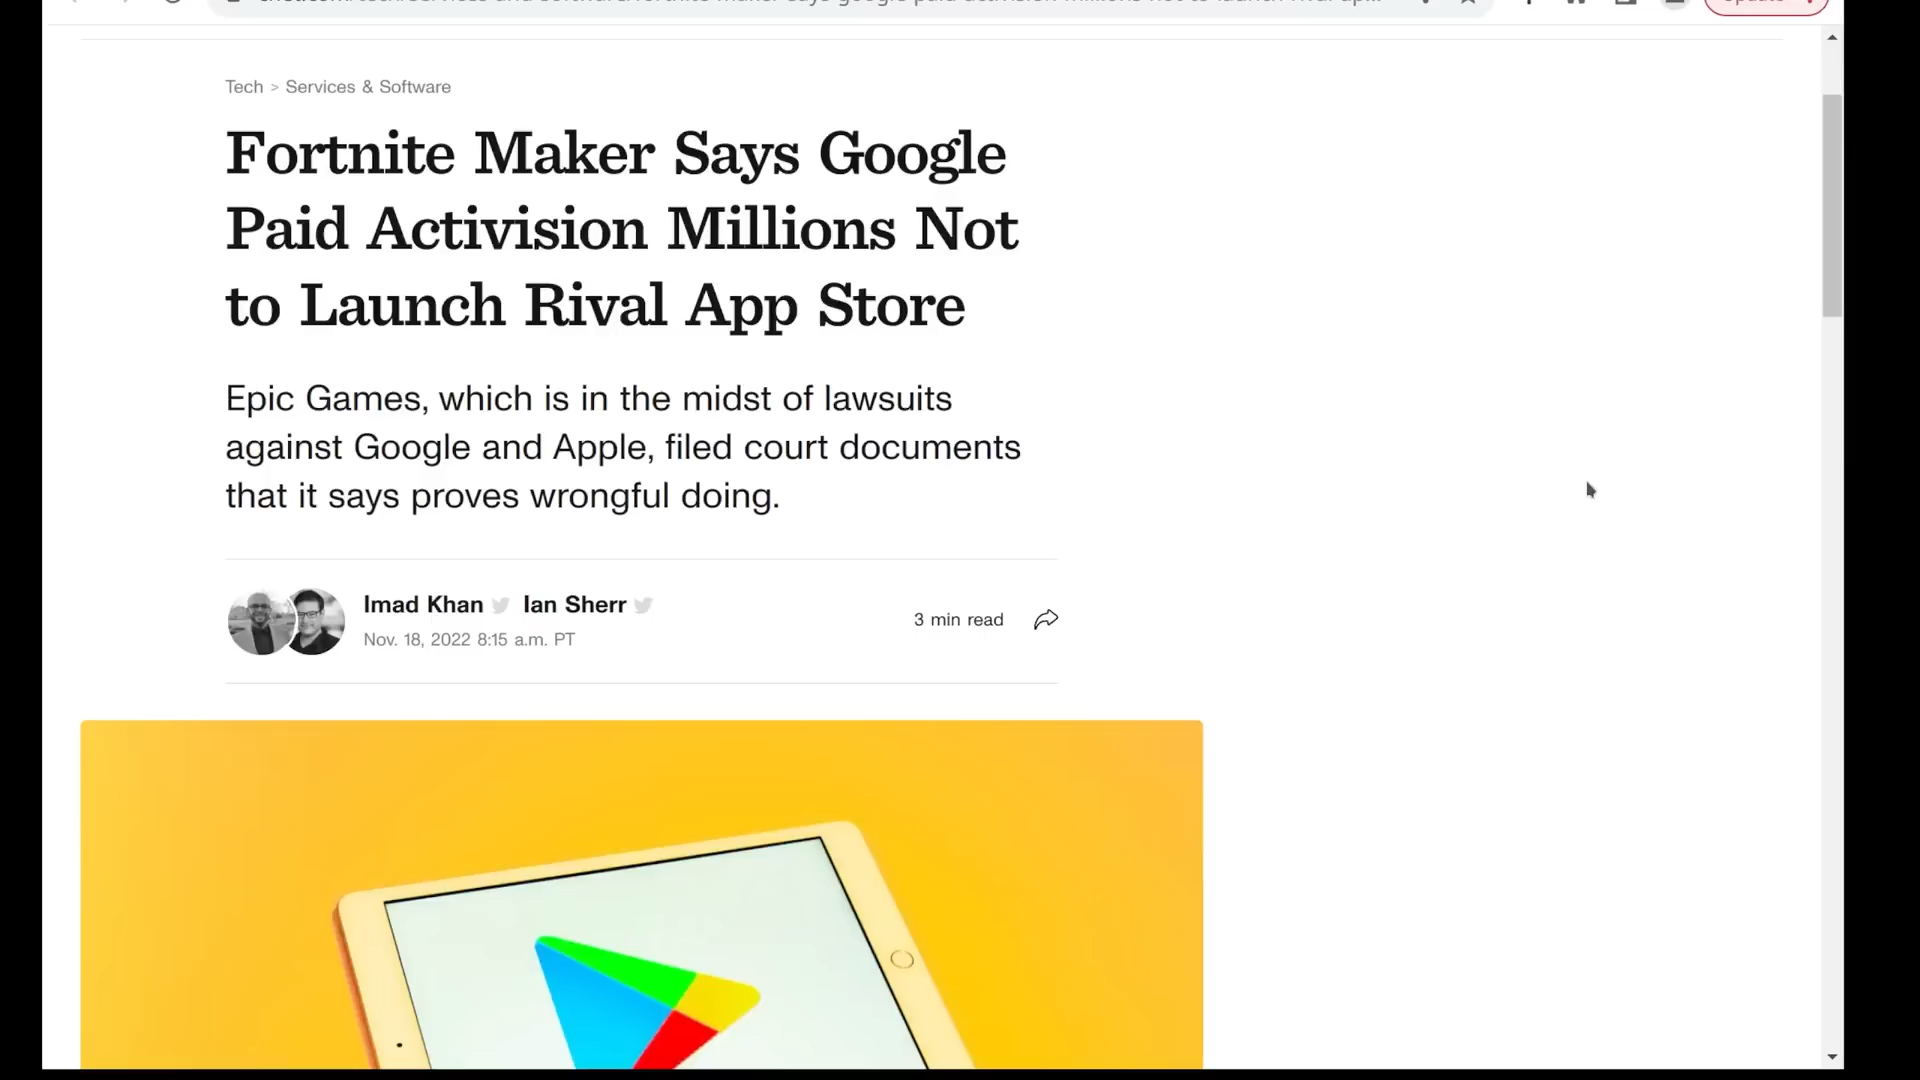 Tech > Services & Software
Fortnite Maker Says Google
Paid Activision Millions Not
to Launch Rival App Store
Epic Games, which is in the midst of lawsuits
against Google and Apple, filed court documents
that it says proves wrongful doing.
Imad Khan Ian Sherr
Nov. 18, 2022 8:15 a.m. PT
3 min read